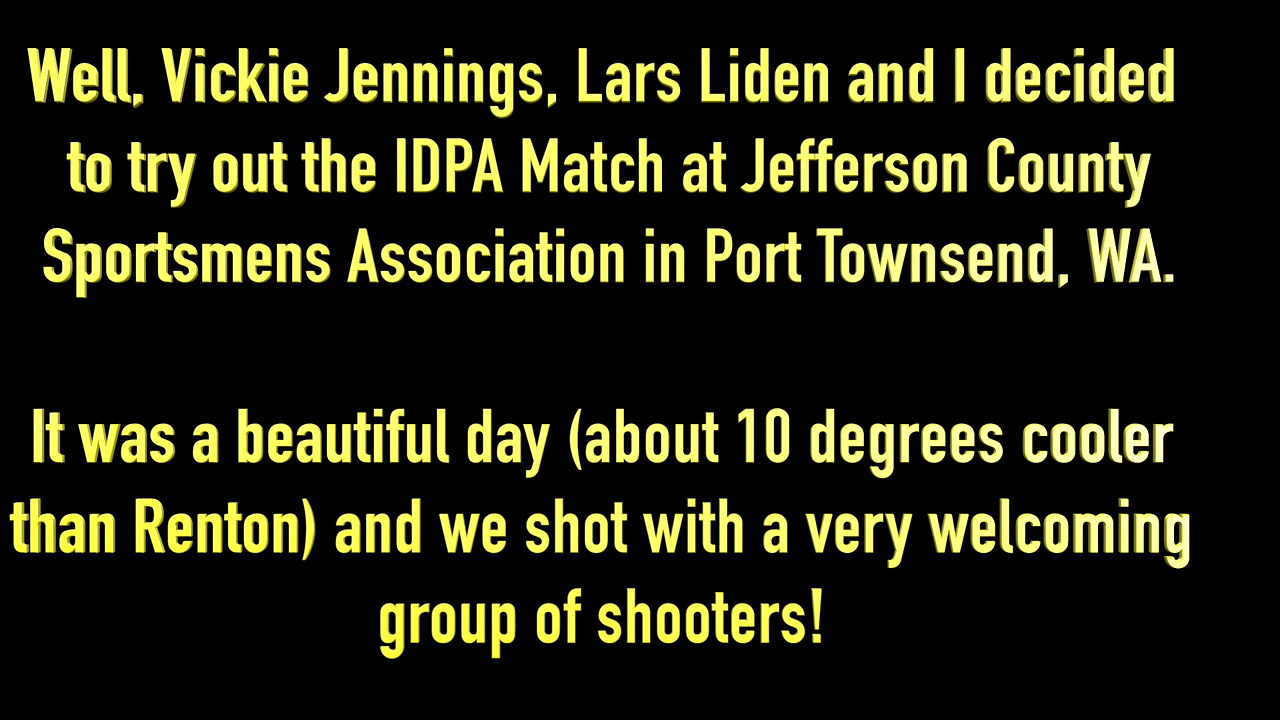 Well, Vickie Jennings, Lars Liden and I decided
to try out the IDPA Match at Jefferson County
Sportsmens Association in Port Townsend, WA.
It was a beautiful day (about 10 degrees cooler
than Renton) and we shot with a very welcoming
group of shooters!